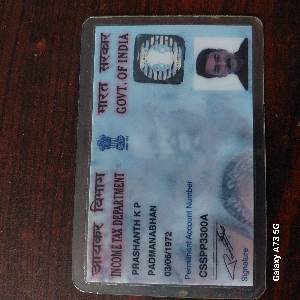 आयकर विभाग
भारत सरकार
INCOME TAX DEPARTMENT
GOVT. OF INDIA
PRASHANTH K P
PADMANABHAN
03/06/1972
Permanent Account Number
CSSPP3300A
Signature
Galaxy A73 5G